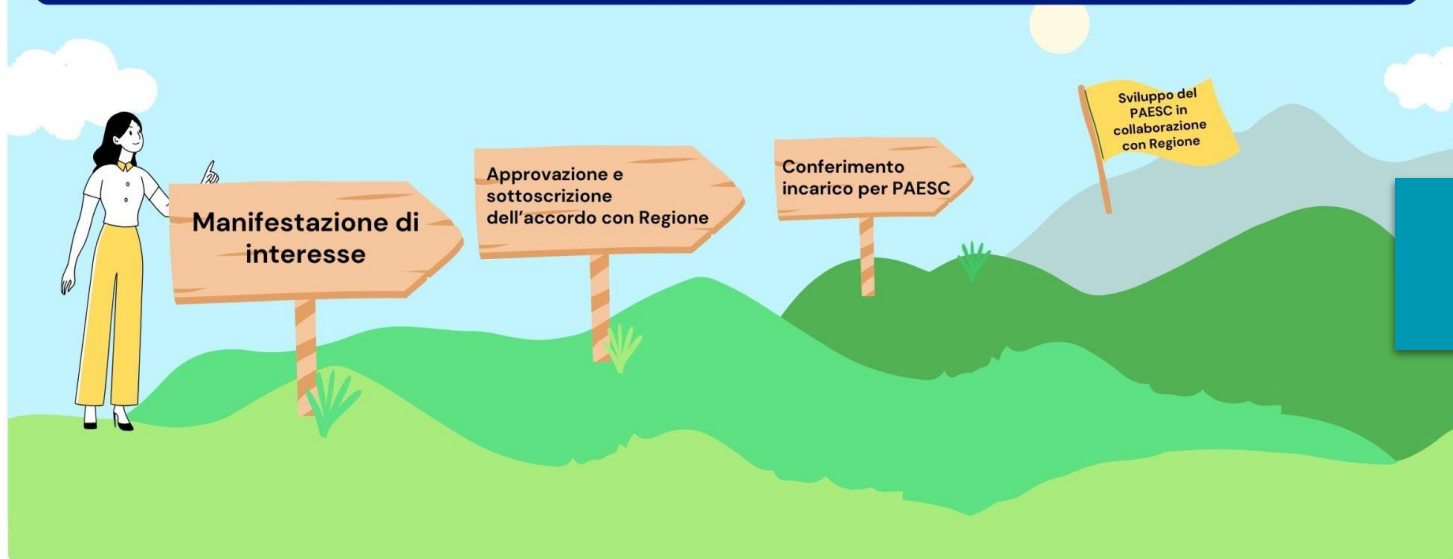 Manifestazione di
interesse
Approvazione e
sottoscrizione
dell'accordo con Regione
Conferimento
incarico per PAESC
Sviluppo del
PAESC in
collaborazione
con Regione